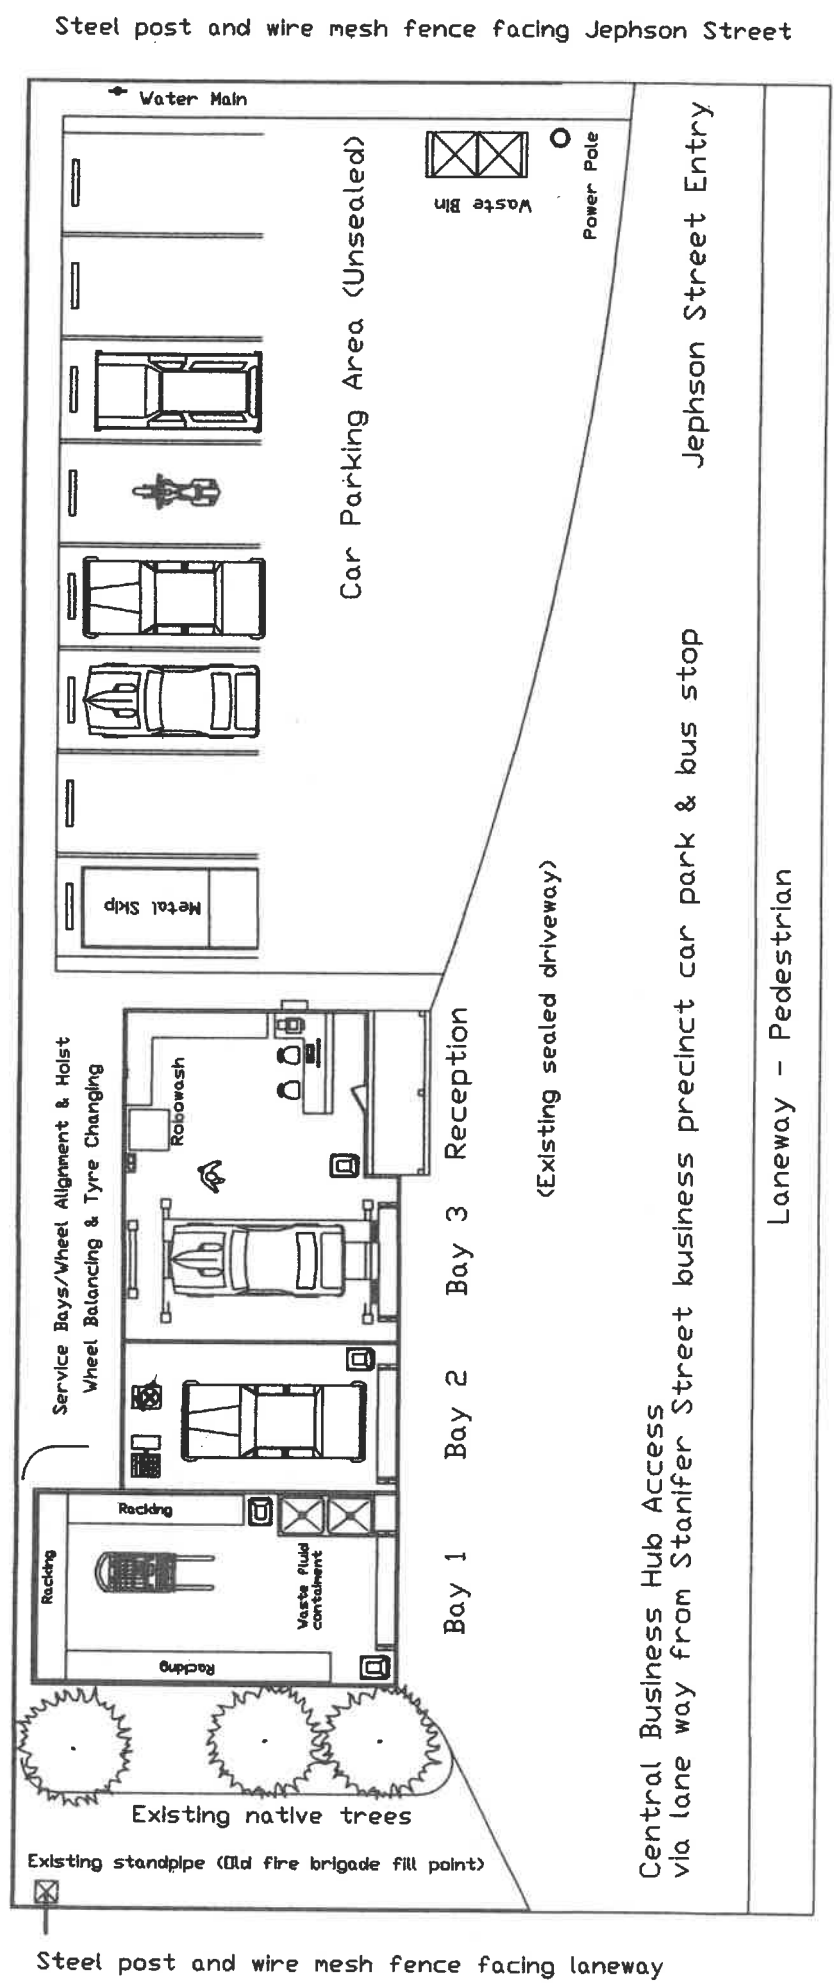 Steel post and wire mesh fence facing Jephson Street
Water Main
Waste Bin
Power Pole
Car Parking Area (Unsealed)
Jephson Street Entry
Metal Skip
(Existing sealed driveway)
Laneway - Pedestrian
Service Bays/Wheel Alignment & Hoist
Wheel Balancing & Tyre Changing
Robowash
Reception
Bay 3
Bay 2
Bay 1
Racking
Racking
Racking
Waste fluid
containment
Central Business Hub Access
via lane way from Stanifer Street business precinct car park & bus stop
Existing native trees
Existing standpipe (Old fire brigade fill point)
Steel post and wire mesh fence facing laneway